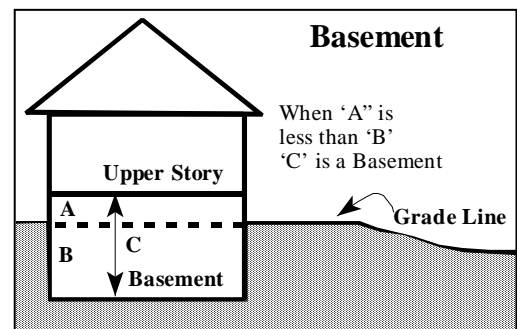 Basement
When ‘A” is
less than ‘B’
‘C’ is a Basement
Upper Story
A
Grade Line
B
C
Basement